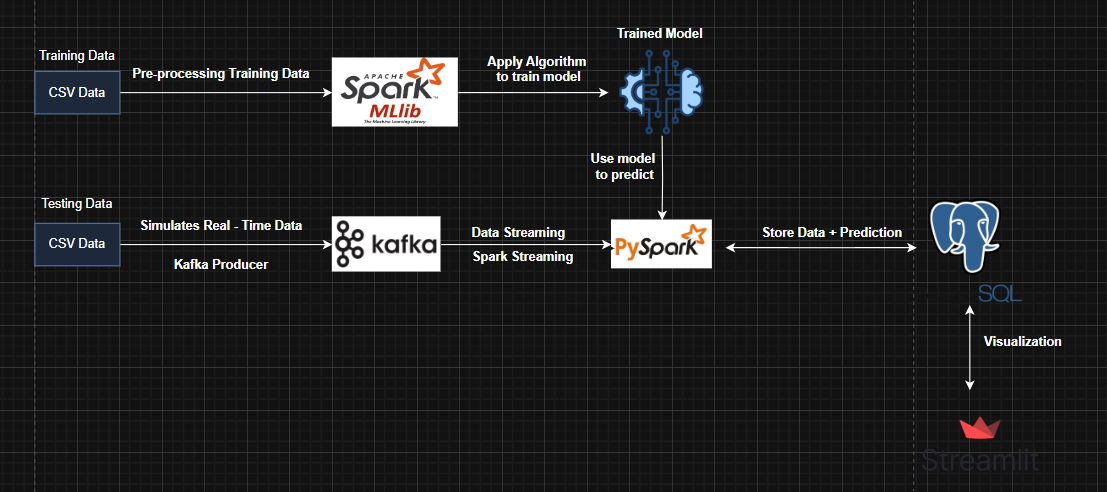 Trained Model
Training Data
CSV Data
Pre-processing Training Data
APACHE
Spark
MLlib
The Machine Learning Library
Apply Algorithm
to train model
Use model
to predict
Testing Data
CSV Data
Simulates Real - Time Data
Kafka Producer
kafka
Data Streaming
Spark Streaming
PySpark
Store Data + Prediction
SQL
Visualization
Streamlit